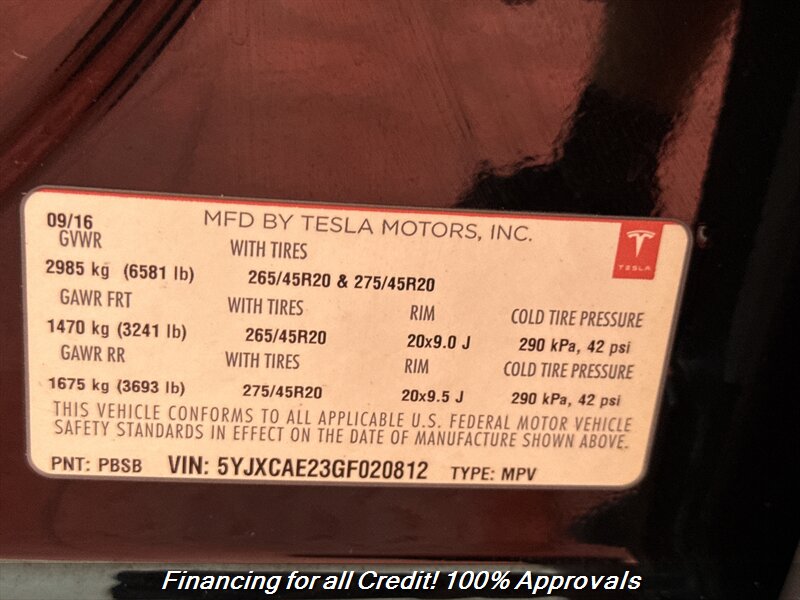 09/16 MFD BY TESLA MOTORS, INC.
GVWR WITH TIRES
TESLA
2985 kg (6581 lb) 265/45R20 & 275/45R20
GAWR FRT WITH TIRES RIM COLD TIRE PRESSURE
1470 kg (3241 lb) 265/45R20 20x9.0 J 290 kPa, 42 psi
GAWR RR WITH TIRES RIM COLD TIRE PRESSURE
1675 kg (3693 lb) 275/45R20 20x9.5 J 290 kPa, 42 psi
THIS VEHICLE CONFORMS TO ALL APPLICABLE U.S. FEDERAL MOTOR VEHICLE
SAFETY STANDARDS IN EFFECT ON THE DATE OF MANUFACTURE SHOWN ABOVE.
PNT: PBSB VIN: 5YJXCAE23GF020812 TYPE: MPV
Financing for all Credit! 100% Approvals